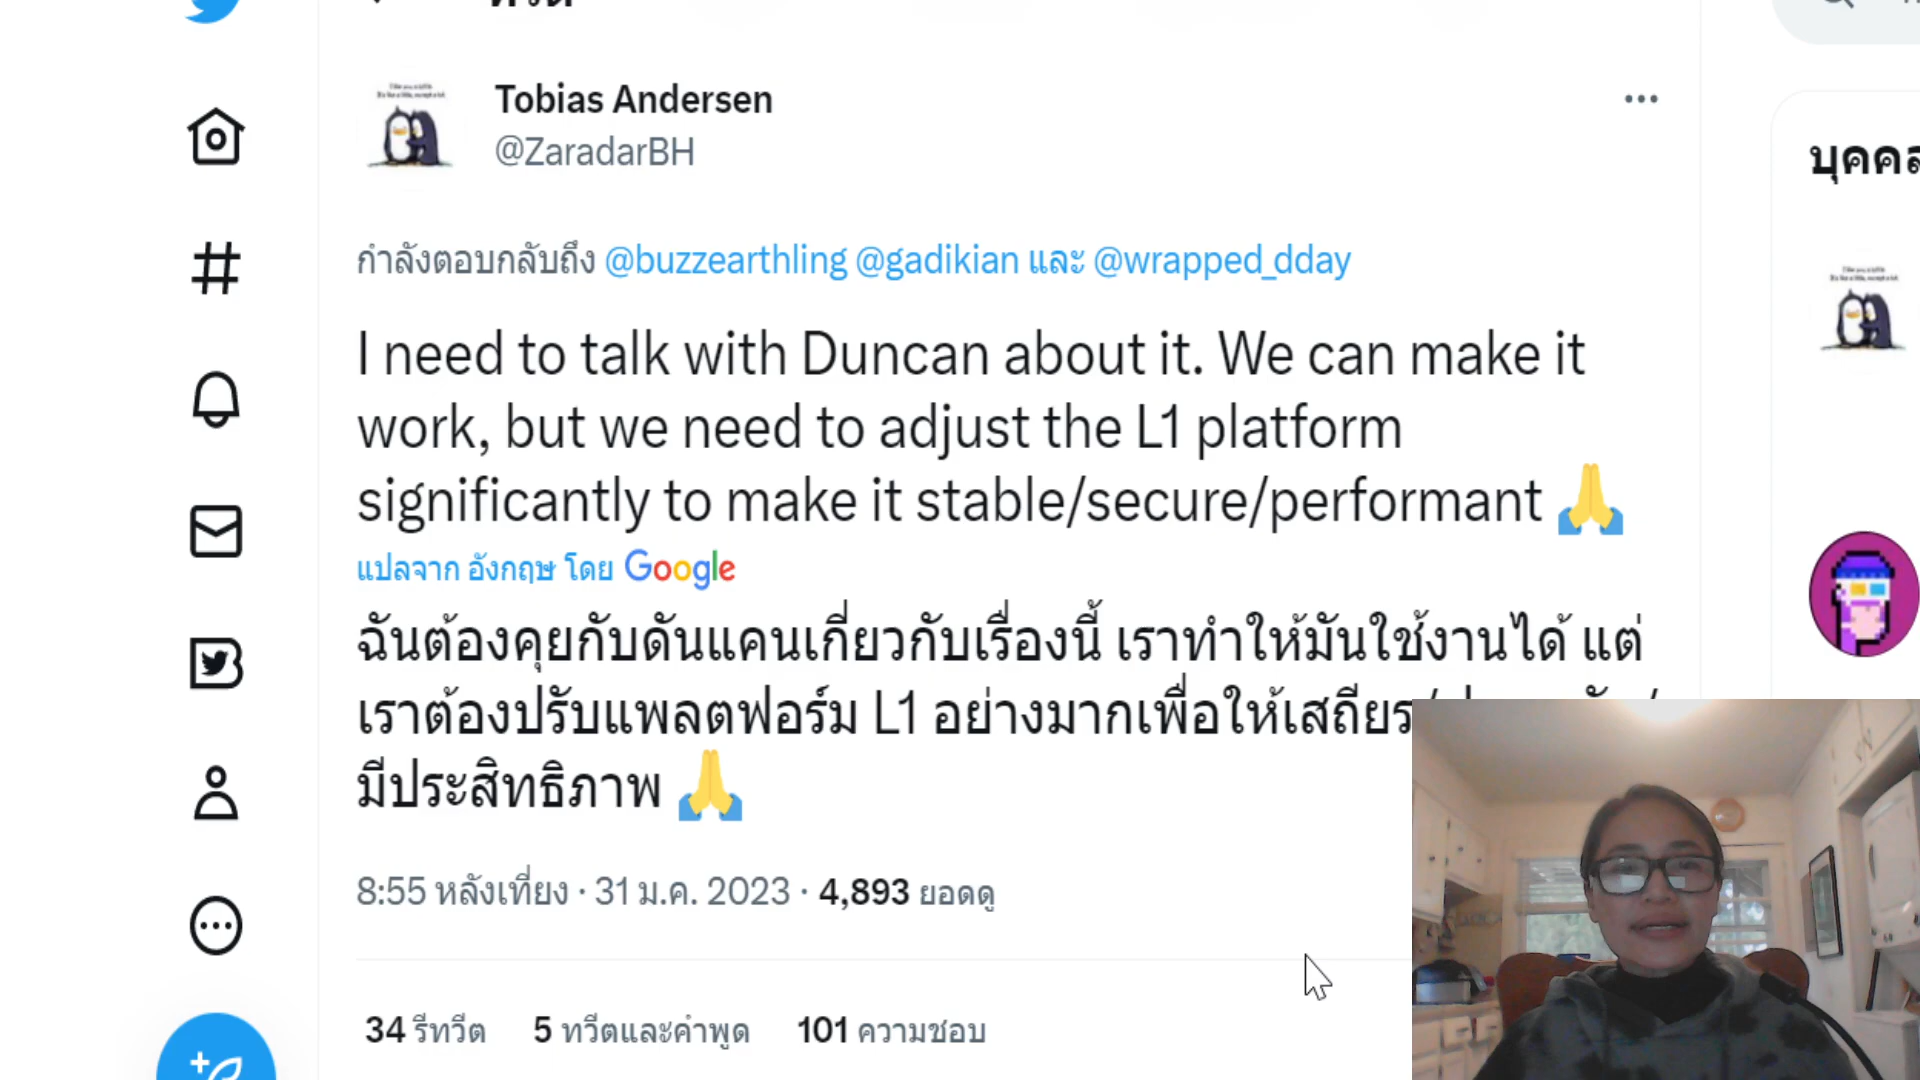 Tobias Andersen
@ZaradarBH
กำลังตอบกลับถึง @buzzearthling @gadikian และ @wrapped_dday
I need to talk with Duncan about it. We can make it
work, but we need to adjust the L1 platform
significantly to make it stable/secure/performant 🙏
แปลจาก อังกฤษ โดย Google
ฉันต้องคุยกับดันแคนเกี่ยวกับเรื่องนี้ เราทำให้มันใช้งานได้ แต่
เราต้องปรับแพลตฟอร์ม L1 อย่างมากเพื่อให้เสถียร
มีประสิทธิภาพ 🙏
8:55 หลังเที่ยง · 31 ม.ค. 2023 · 4,893 ยอดดู
34 รีทวีต 5 ทวีตและคำพูด 101 ความชอบ